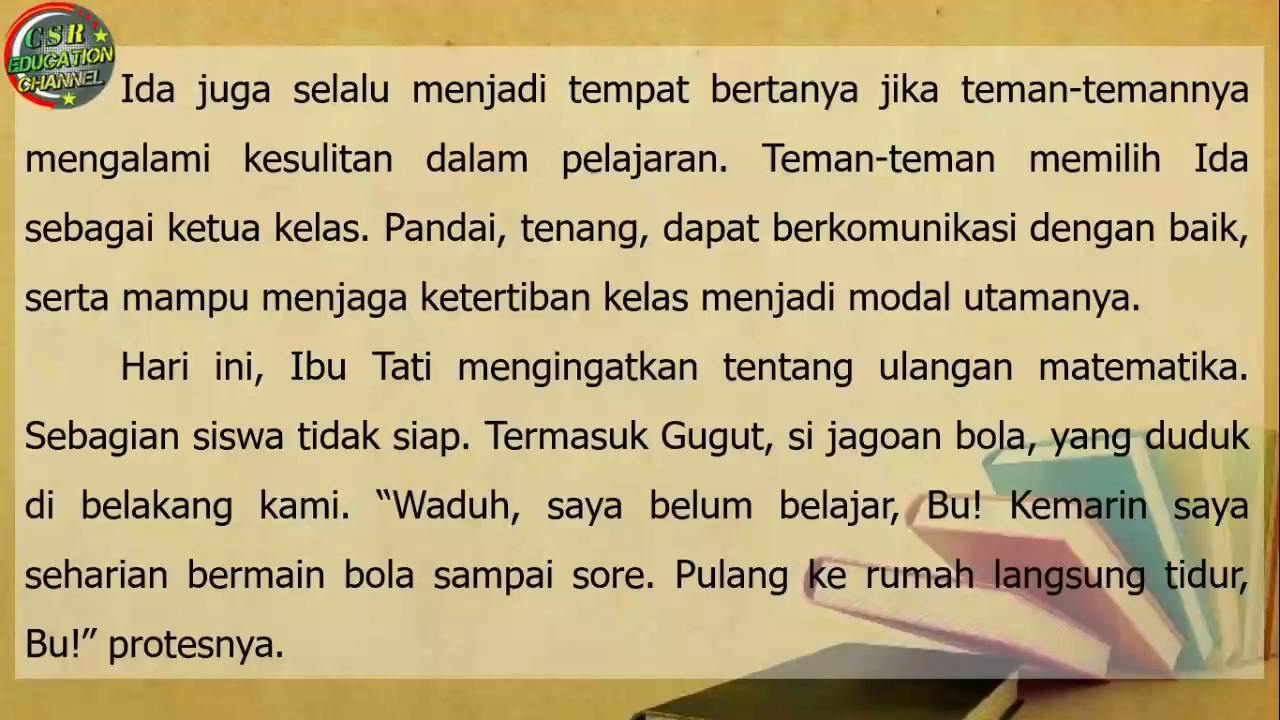 CSR
EDUCATION
CHANNEL
Ida juga selalu menjadi tempat bertanya jika teman-temannya
mengalami kesulitan dalam pelajaran. Teman-teman memilih Ida
sebagai ketua kelas. Pandai, tenang, dapat berkomunikasi dengan baik,
serta mampu menjaga ketertiban kelas menjadi modal utamanya.
Hari ini, Ibu Tati mengingatkan tentang ulangan matematika.
Sebagian siswa tidak siap. Termasuk Gugut, si jagoan bola, yang duduk
di belakang kami. “Waduh, saya belum belajar, Bu! Kemarin saya
seharian bermain bola sampai sore. Pulang ke rumah langsung tidur,
Bu!” protesnya.